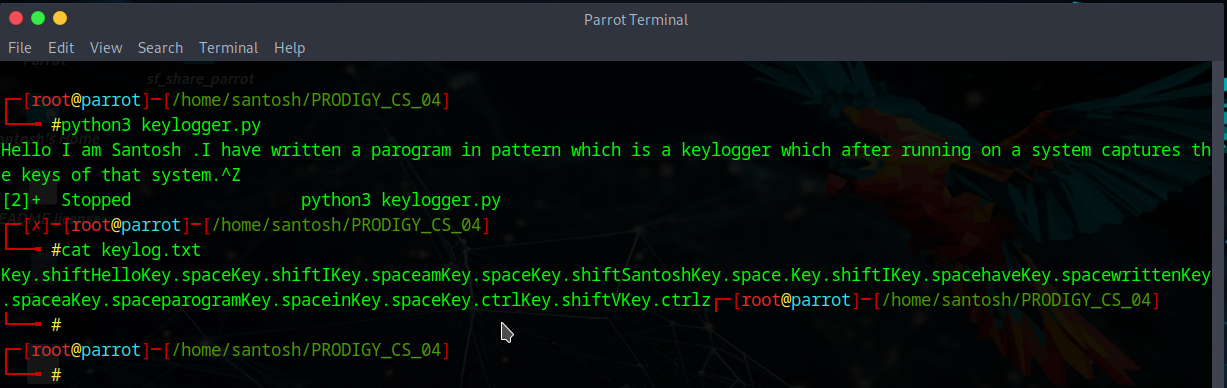 Parrot Terminal
File Edit View Search Terminal Help
Parrot
sf_share_parrot
┌─[root@parrot]─[/home/santosh/PRODIGY_CS_04]
└──╼ #python3 keylogger.py
Hello I am Santosh .I have written a parogram in pattern which is a keylogger which after running on a system captures th
e keys of that system.^Z
[2]+  Stopped                 python3 keylogger.py
┌─[✗]─[root@parrot]─[/home/santosh/PRODIGY_CS_04]
└──╼ #cat keylog.txt
Key.shiftHelloKey.spaceKey.shiftIKey.spaceamKey.spaceKey.shiftSantoshKey.space.Key.shiftIKey.spacehaveKey.spacewrittenKey
.spaceaKey.spaceparogramKey.spaceinKey.spaceKey.ctrlKey.shiftVKey.ctrlz┌─[root@parrot]─[/home/santosh/PRODIGY_CS_04]
└──╼ #
┌─[root@parrot]─[/home/santosh/PRODIGY_CS_04]
└──╼ #